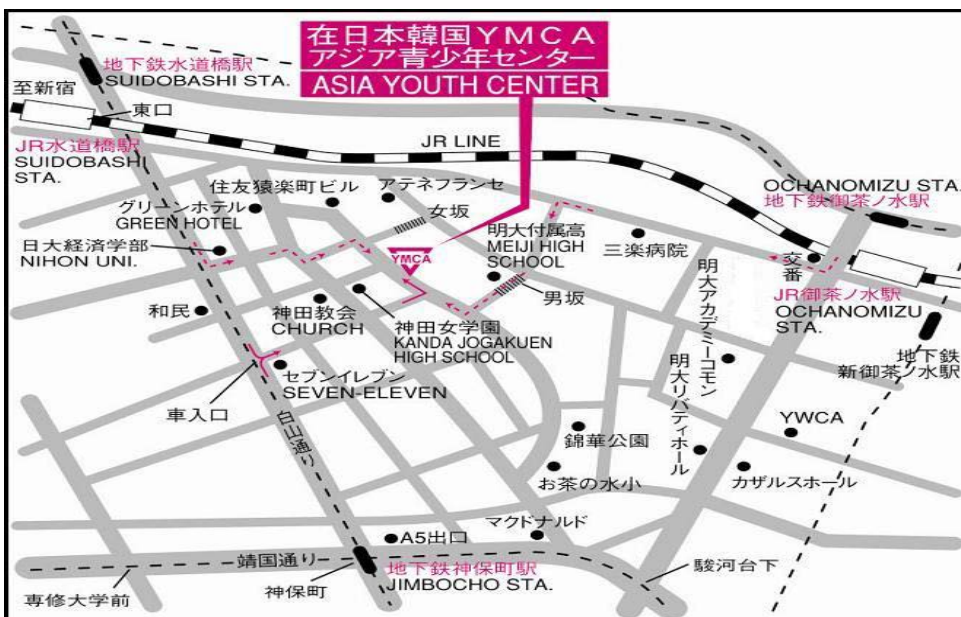 在日本韓国YMCA
アジア青少年センター
ASIA YOUTH CENTER
地下鉄水道橋駅
SUIDOBASHI STA.
至新宿
東口
JR水道橋駅
SUIDOBASHI
STA.
JR LINE
住友猿楽町ビル
アテネフランセ
グリーンホテル
GREEN HOTEL
女坂
日大経済学部
NIHON UNI.
YMCA
明大付属高
MEIJI HIGH
SCHOOL
三楽病院
OCHANOMIZU STA.
地下鉄御茶ノ水駅
交番
JR御茶ノ水駅
OCHANOMIZU
STA.
男坂
和民
神田教会
CHURCH
神田女学園
KANDA JOGAKUEN
HIGH SCHOOL
明大アカデミーコモン
地下鉄
新御茶ノ水駅
セブンイレブン
SEVEN-ELEVEN
車入口
白山通り
明大リバティホール
YWCA
錦華公園
お茶の水小
カザルスホール
マクドナルド
A5出口
靖国通り
地下鉄神保町駅
JIMBOCHO STA.
神保町
専修大学前
駿河台下